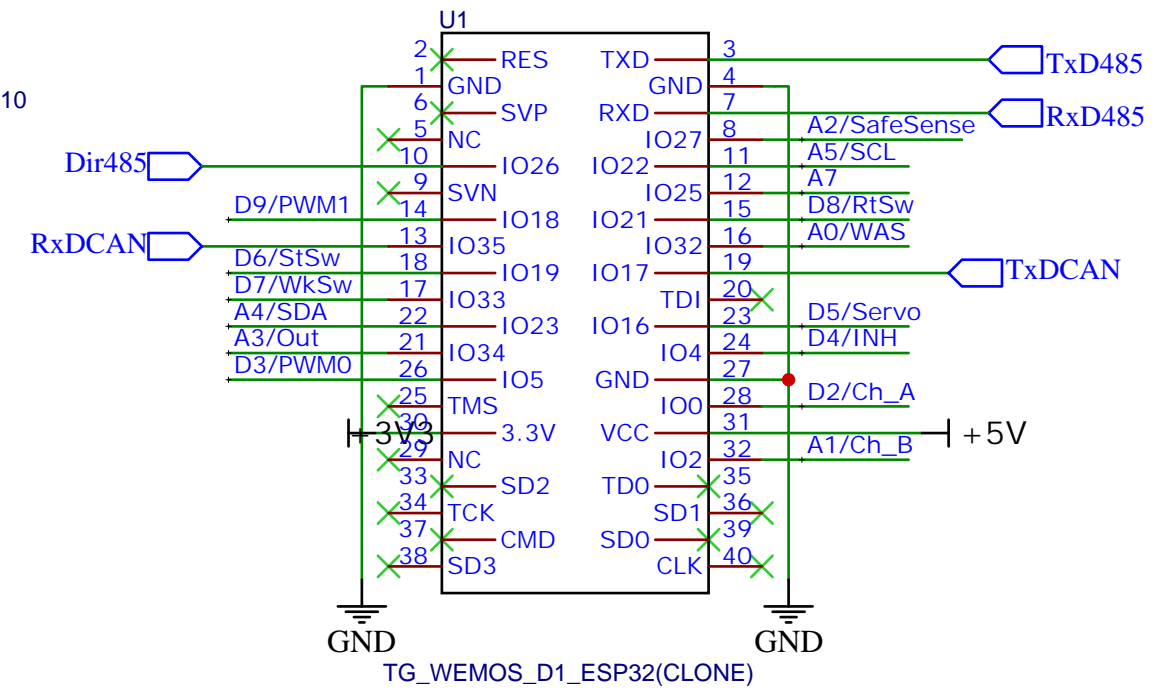 U1
2 RES TXD 3 TxD485
1 GND GND 4
10
6 SVP RXD 7 RxD485
5 NC IO27 8 A2/SafeSense
Dir485 10 IO26 IO22 11 A5/SCL
9 SVN IO25 12 A7
D9/PWM1 14 IO18 IO21 15 D8/RtSw
RxDCAN 13 IO35 IO32 16 A0/WAS
D6/StSw 18 IO19 IO17 19 TxDCAN
D7/WkSw 17 IO33 TDI 20
A4/SDA 22 IO23 IO16 23 D5/Servo
A3/Out 21 IO34 IO4 24 D4/INH
D3/PWM0 26 IO5 GND 27
25 TMS IO0 28 D2/Ch_A
+3V3 30 3.3V VCC 31 +5V
29 NC IO2 32 A1/Ch_B
33 SD2 TD0 35
34 TCK SD1 36
37 CMD SD0 39
38 SD3 CLK 40
GND GND
TG_WEMOS_D1_ESP32(CLONE)